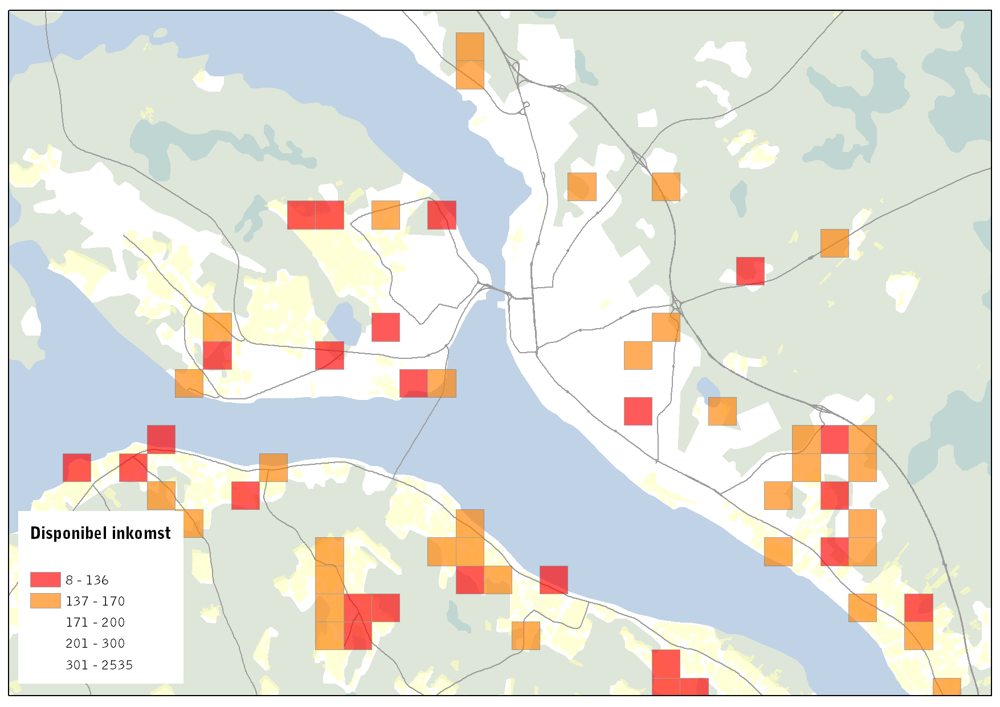 Disponibel inkomst
8 - 136
137 - 170
171 - 200
201 - 300
301 - 2535